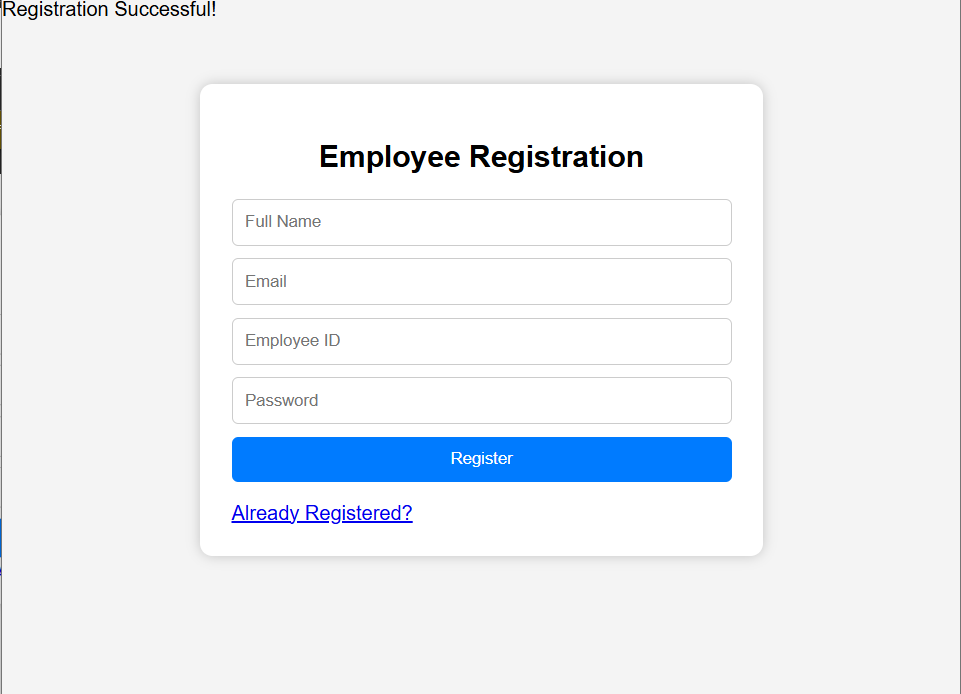 Registration Successful!
Employee Registration
Full Name
Email
Employee ID
Password
Register
Already Registered?